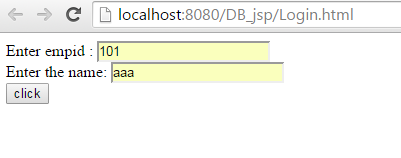 localhost:8080/DB_jsp/Login.html
Enter empid : 101
Enter the name: aaa
click